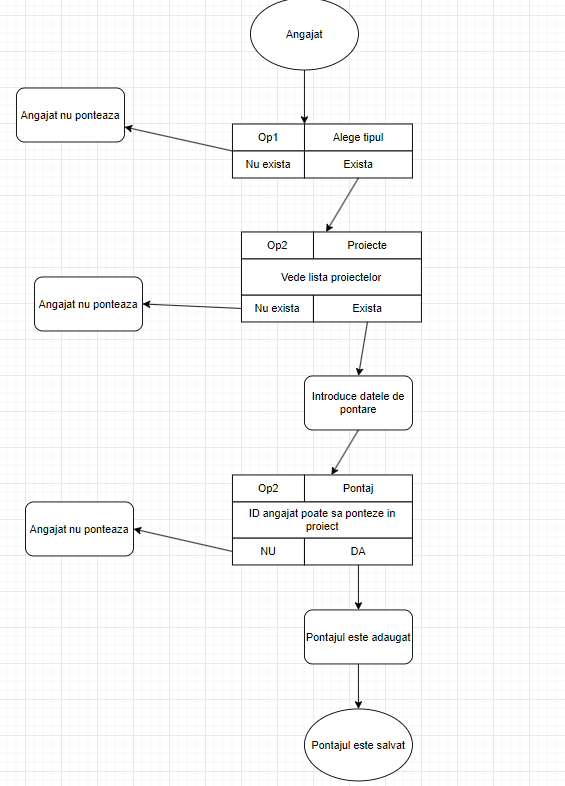 Angajat
Angajat nu ponteaza
Op1 Alege tipul
Nu exista Exista
Op2 Proiecte
Vede lista proiectelor
Angajat nu ponteaza
Nu exista Exista
Introduce datele de
pontare
Op2 Pontaj
ID angajat poate sa ponteze in
proiect
Angajat nu ponteaza
NU DA
Pontajul este adaugat
Pontajul este salvat